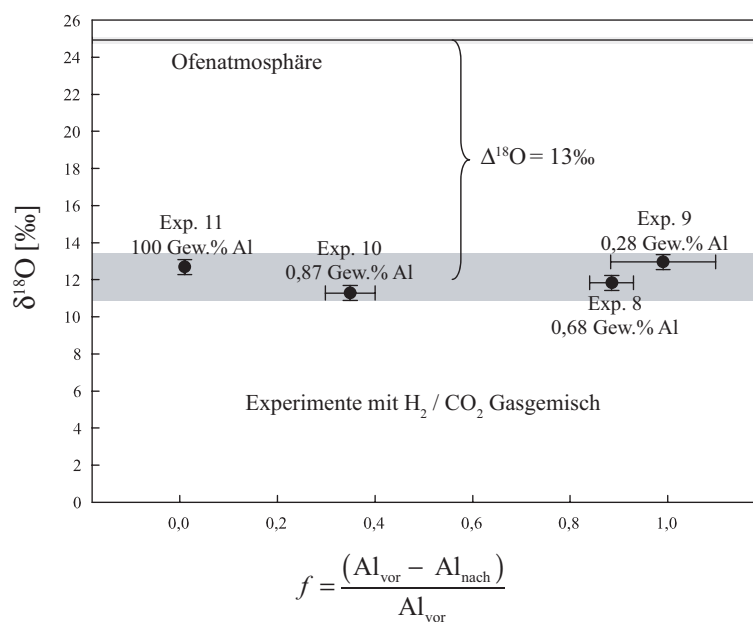 26
24
22
20
18
16
14
12
10
8
6
4
2
0
δ¹⁸O [‰]
Ofenatmosphäre
Δ¹⁸O = 13‰
Exp. 11
100 Gew.% Al
Exp. 10
0,87 Gew.% Al
Exp. 9
0,28 Gew.% Al
Exp. 8
0,68 Gew.% Al
Experimente mit H₂ / CO₂ Gasgemisch
0,0 0,2 0,4 0,6 0,8 1,0
f = (Al_vor − Al_nach) / Al_vor